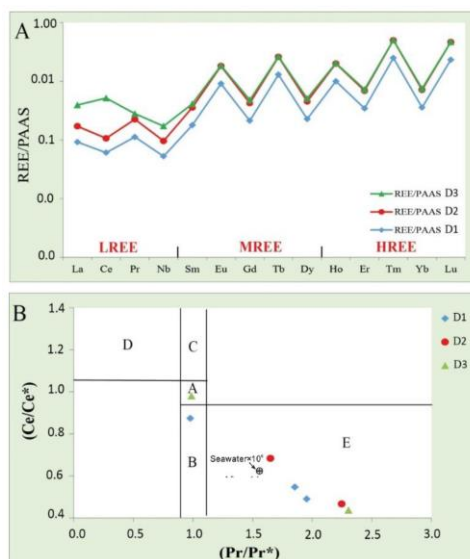 A
1.00
0.01
0.1
0.0
0.0
REE/PAAS
REE/PAAS D3
REE/PAAS D2
REE/PAAS D1
LREE MREE HREE
La Ce Pr Nb Sm Eu Gd Tb Dy Ho Er Tm Yb Lu
B
1.4
1.2
1.0
0.8
0.6
0.4
(Ce/Ce*)
D C
A
B E
Seawater×10
D1
D2
D3
0.0 0.5 1.0 1.5 2.0 2.5 3.0
(Pr/Pr*)